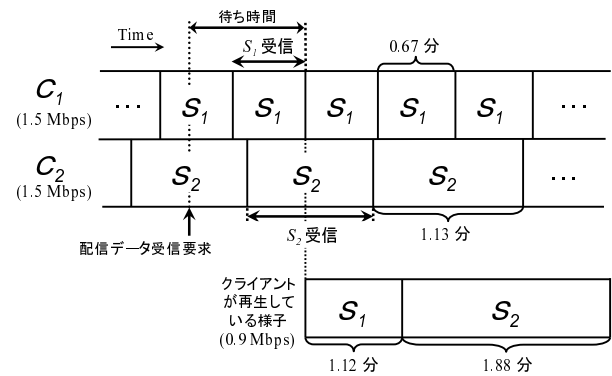 待ち時間
Time
S1 受信
0.67 分
C1
(1.5 Mbps)
… S1 S1 S1 S1 S1 …
C2
(1.5 Mbps)
S2 S2 S2 …
S2 受信
1.13 分
配信データ受信要求
クライアント
が再生して
いる様子
(0.9 Mbps)
S1 S2
1.12 分 1.88 分